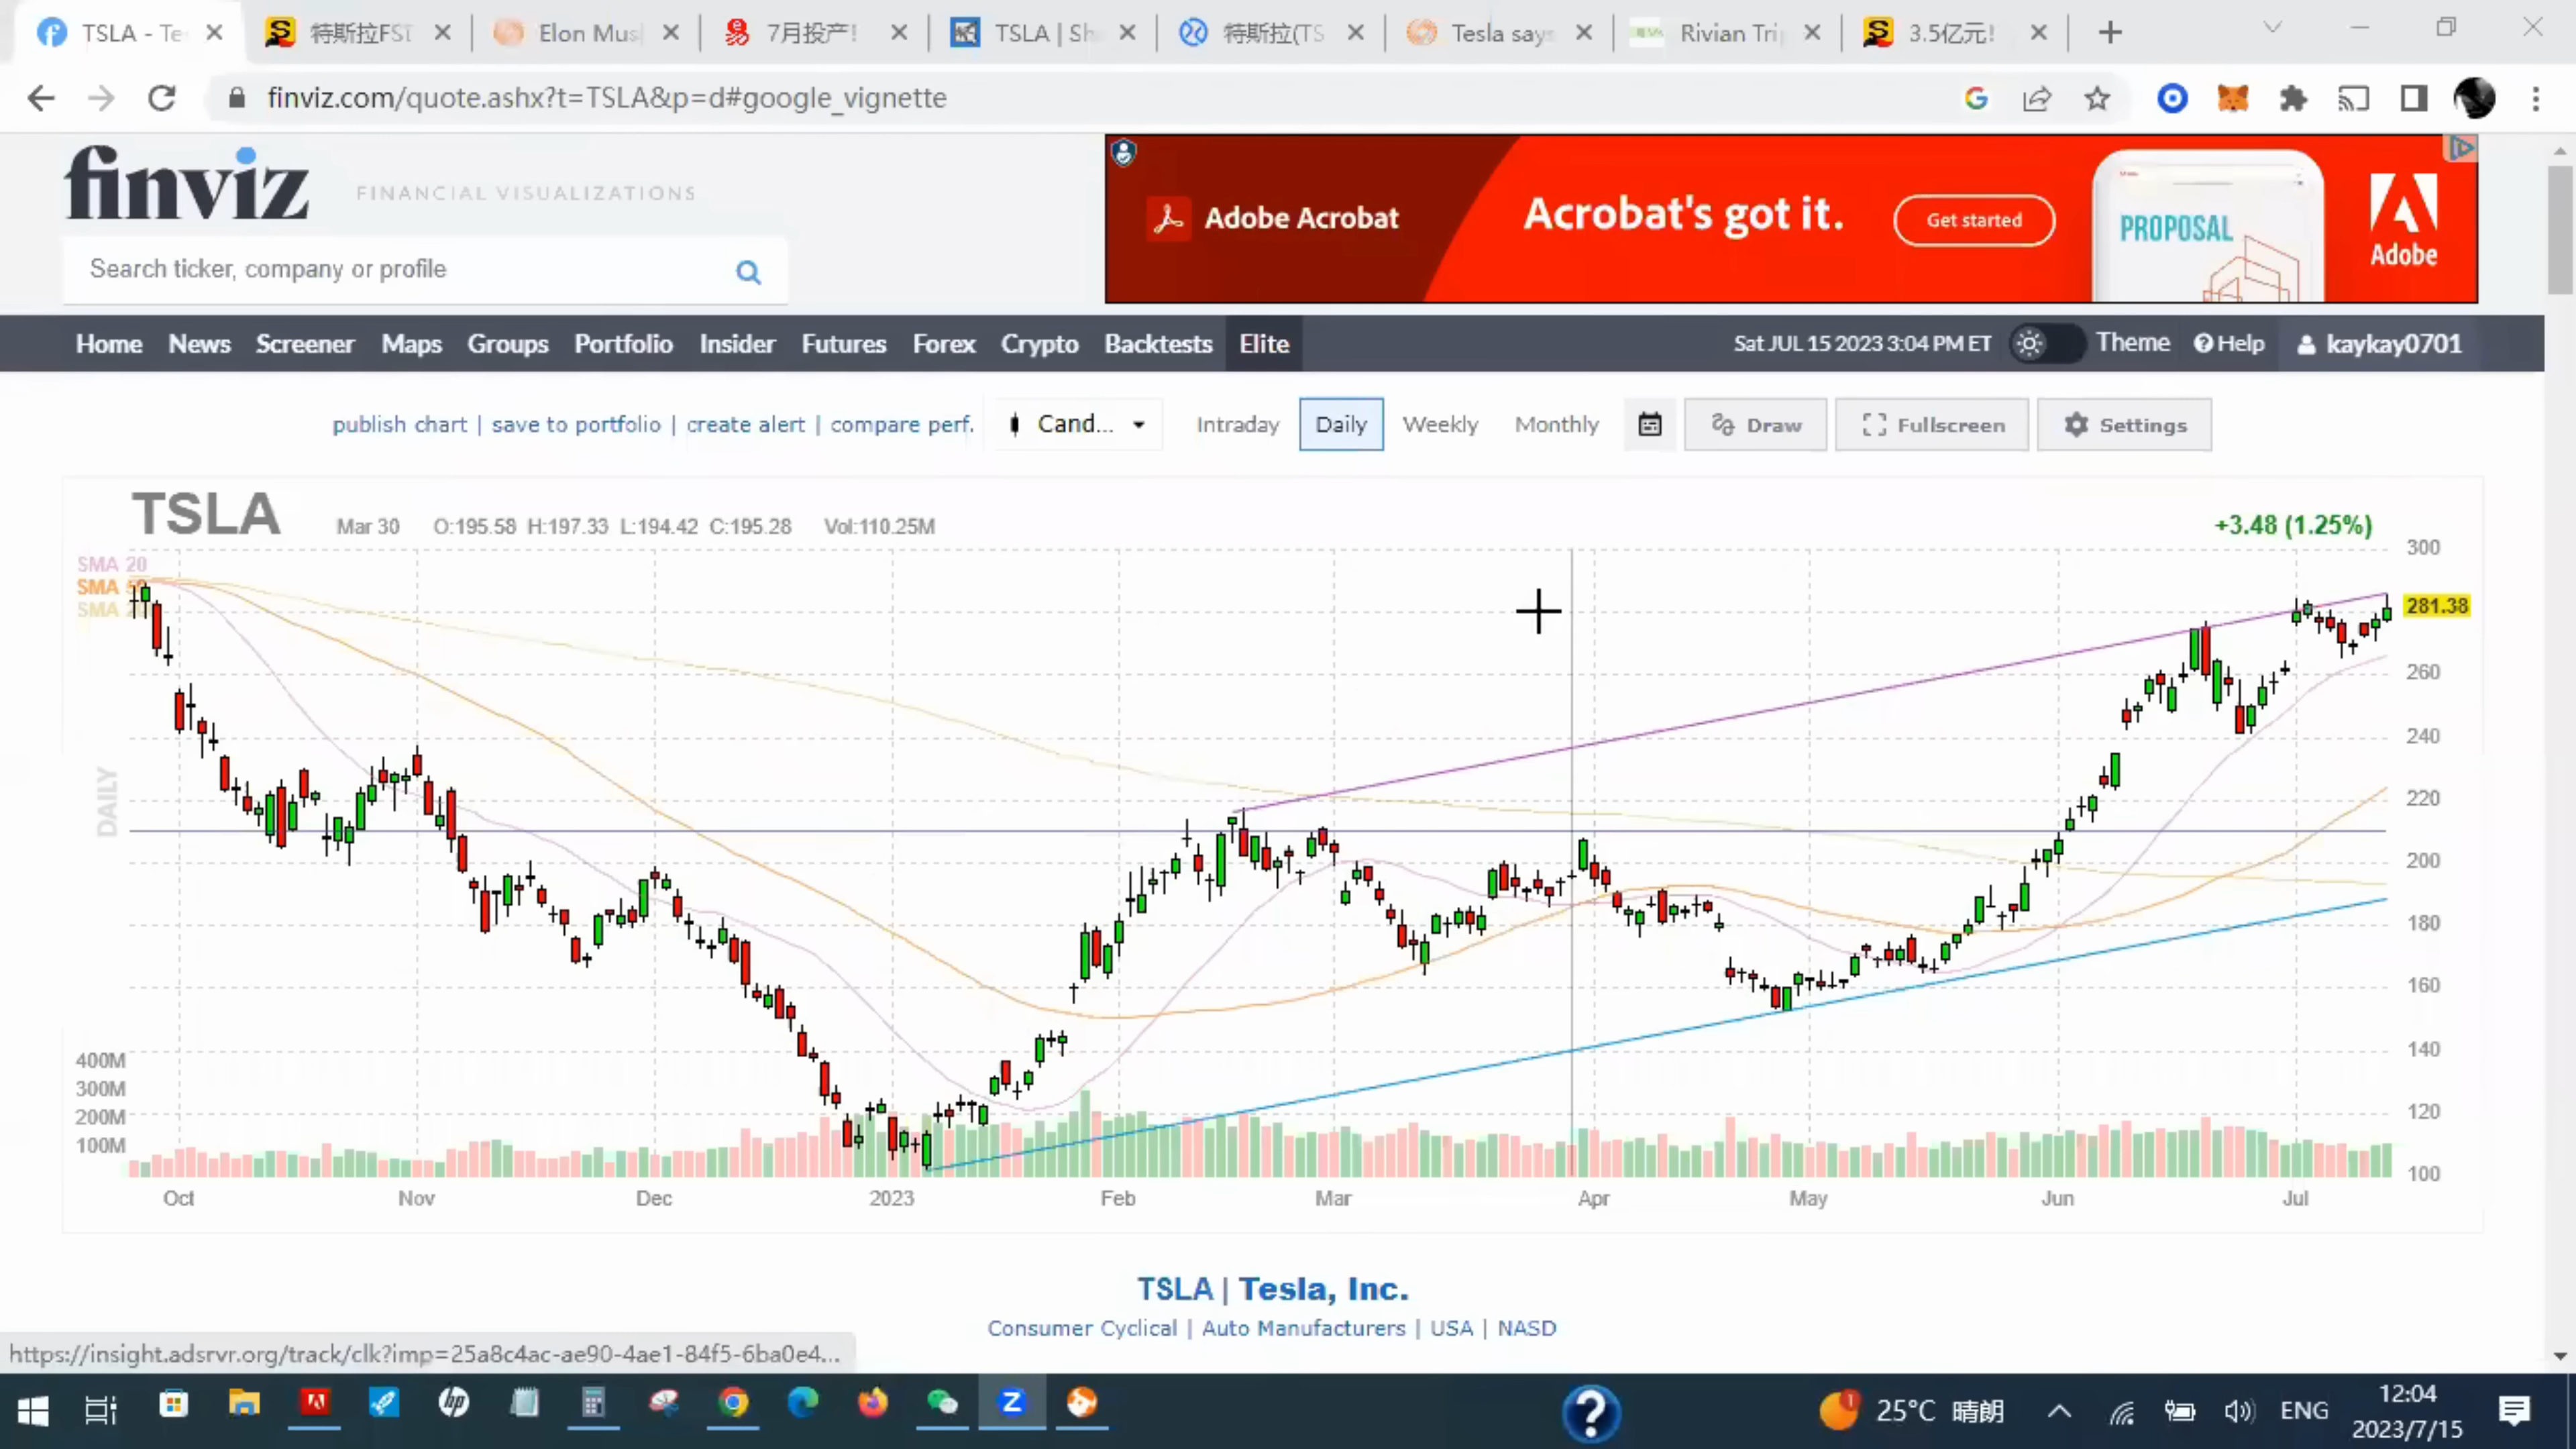 TSLA - Te
特斯拉FSD
Elon Mus
7月投产!
TSLA | Sh
特斯拉(TS
Tesla says
Rivian Tri
3.5亿元!
finviz.com/quote.ashx?t=TSLA&p=d#google_vignette
finviz
FINANCIAL VISUALIZATIONS
Adobe Acrobat
Acrobat's got it.
Get started
PROPOSAL
Adobe
Search ticker, company or profile
Home News Screener Maps Groups Portfolio Insider Futures Forex Crypto Backtests Elite
Sat JUL 15 2023 3:04 PM ET
Theme
Help
kaykay0701
publish chart | save to portfolio | create alert | compare perf.
Cand...
Intraday Daily Weekly Monthly
Draw
Fullscreen
Settings
TSLA
Mar 30 O:195.58 H:197.33 L:194.42 C:195.28 Vol:110.25M
+3.48 (1.25%)
SMA 20
SMA
SMA
300
281.38
260
240
220
200
180
160
140
120
100
DAILY
400M
300M
200M
100M
Oct Nov Dec 2023 Feb Mar Apr May Jun Jul
TSLA | Tesla, Inc.
Consumer Cyclical | Auto Manufacturers | USA | NASD
https://insight.adsrvr.org/track/clk?imp=25a8c4ac-ae90-4ae1-84f5-6ba0e4...
25°C 晴朗
ENG
12:04
2023/7/15